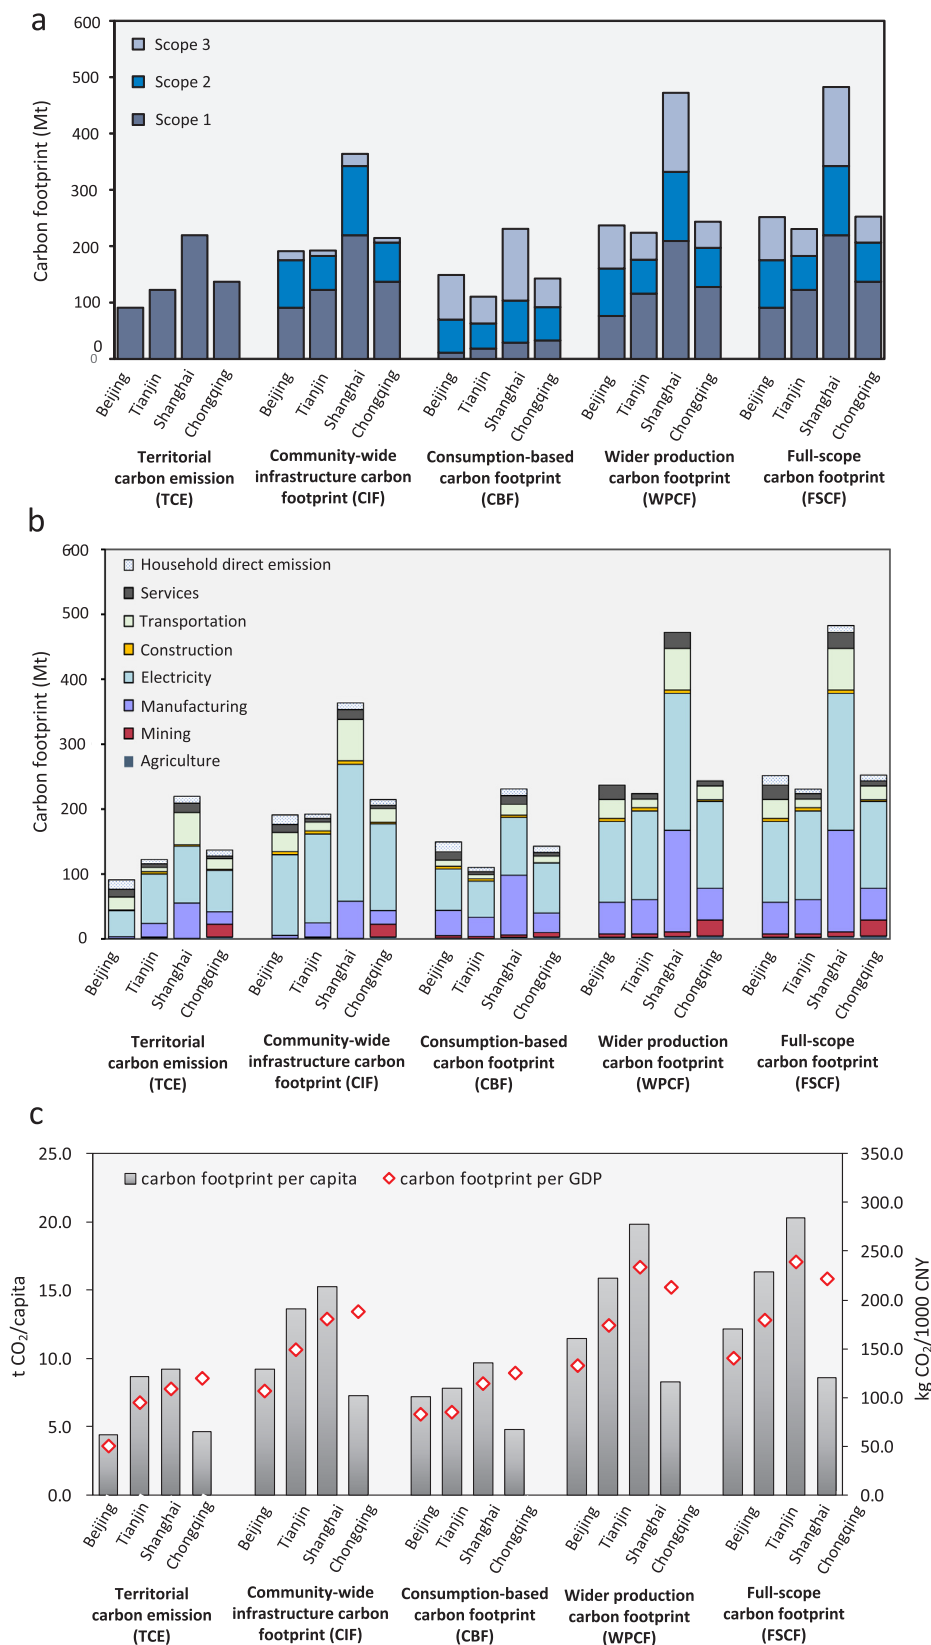 a
600
500
400
300
200
100
0
0
Carbon footprint (Mt)
Scope 3
Scope 2
Scope 1
Beijing
Tianjin
Shanghai
Chongqing
Beijing
Tianjin
Shanghai
Chongqing
Beijing
Tianjin
Shanghai
Chongqing
Beijing
Tianjin
Shanghai
Chongqing
Beijing
Tianjin
Shanghai
Chongqing
Territorial
carbon emission
(TCE)
Community-wide
infrastructure carbon
footprint (CIF)
Consumption-based
carbon footprint
(CBF)
Wider production
carbon footprint
(WPCF)
Full-scope
carbon footprint
(FSCF)
b
600
500
400
300
200
100
0
Carbon footprint (Mt)
Household direct emission
Services
Transportation
Construction
Electricity
Manufacturing
Mining
Agriculture
Beijing
Tianjin
Shanghai
Chongqing
Beijing
Tianjin
Shanghai
Chongqing
Beijing
Tianjin
Shanghai
Chongqing
Beijing
Tianjin
Shanghai
Chongqing
Beijing
Tianjin
Shanghai
Chongqing
Territorial
carbon emission
(TCE)
Community-wide
infrastructure carbon
footprint (CIF)
Consumption-based
carbon footprint
(CBF)
Wider production
carbon footprint
(WPCF)
Full-scope
carbon footprint
(FSCF)
c
25.0
20.0
15.0
10.0
5.0
0.0
t CO₂/capita
carbon footprint per capita
carbon footprint per GDP
350.0
300.0
250.0
200.0
150.0
100.0
50.0
0.0
kg CO₂/1000 CNY
Beijing
Tianjin
Shanghai
Chongqing
Beijing
Tianjin
Shanghai
Chongqing
Beijing
Tianjin
Shanghai
Chongqing
Beijing
Tianjin
Shanghai
Chongqing
Beijing
Tianjin
Shanghai
Chongqing
Territorial
carbon emission
(TCE)
Community-wide
infrastructure carbon
footprint (CIF)
Consumption-based
carbon footprint
(CBF)
Wider production
carbon footprint
(WPCF)
Full-scope
carbon footprint
(FSCF)